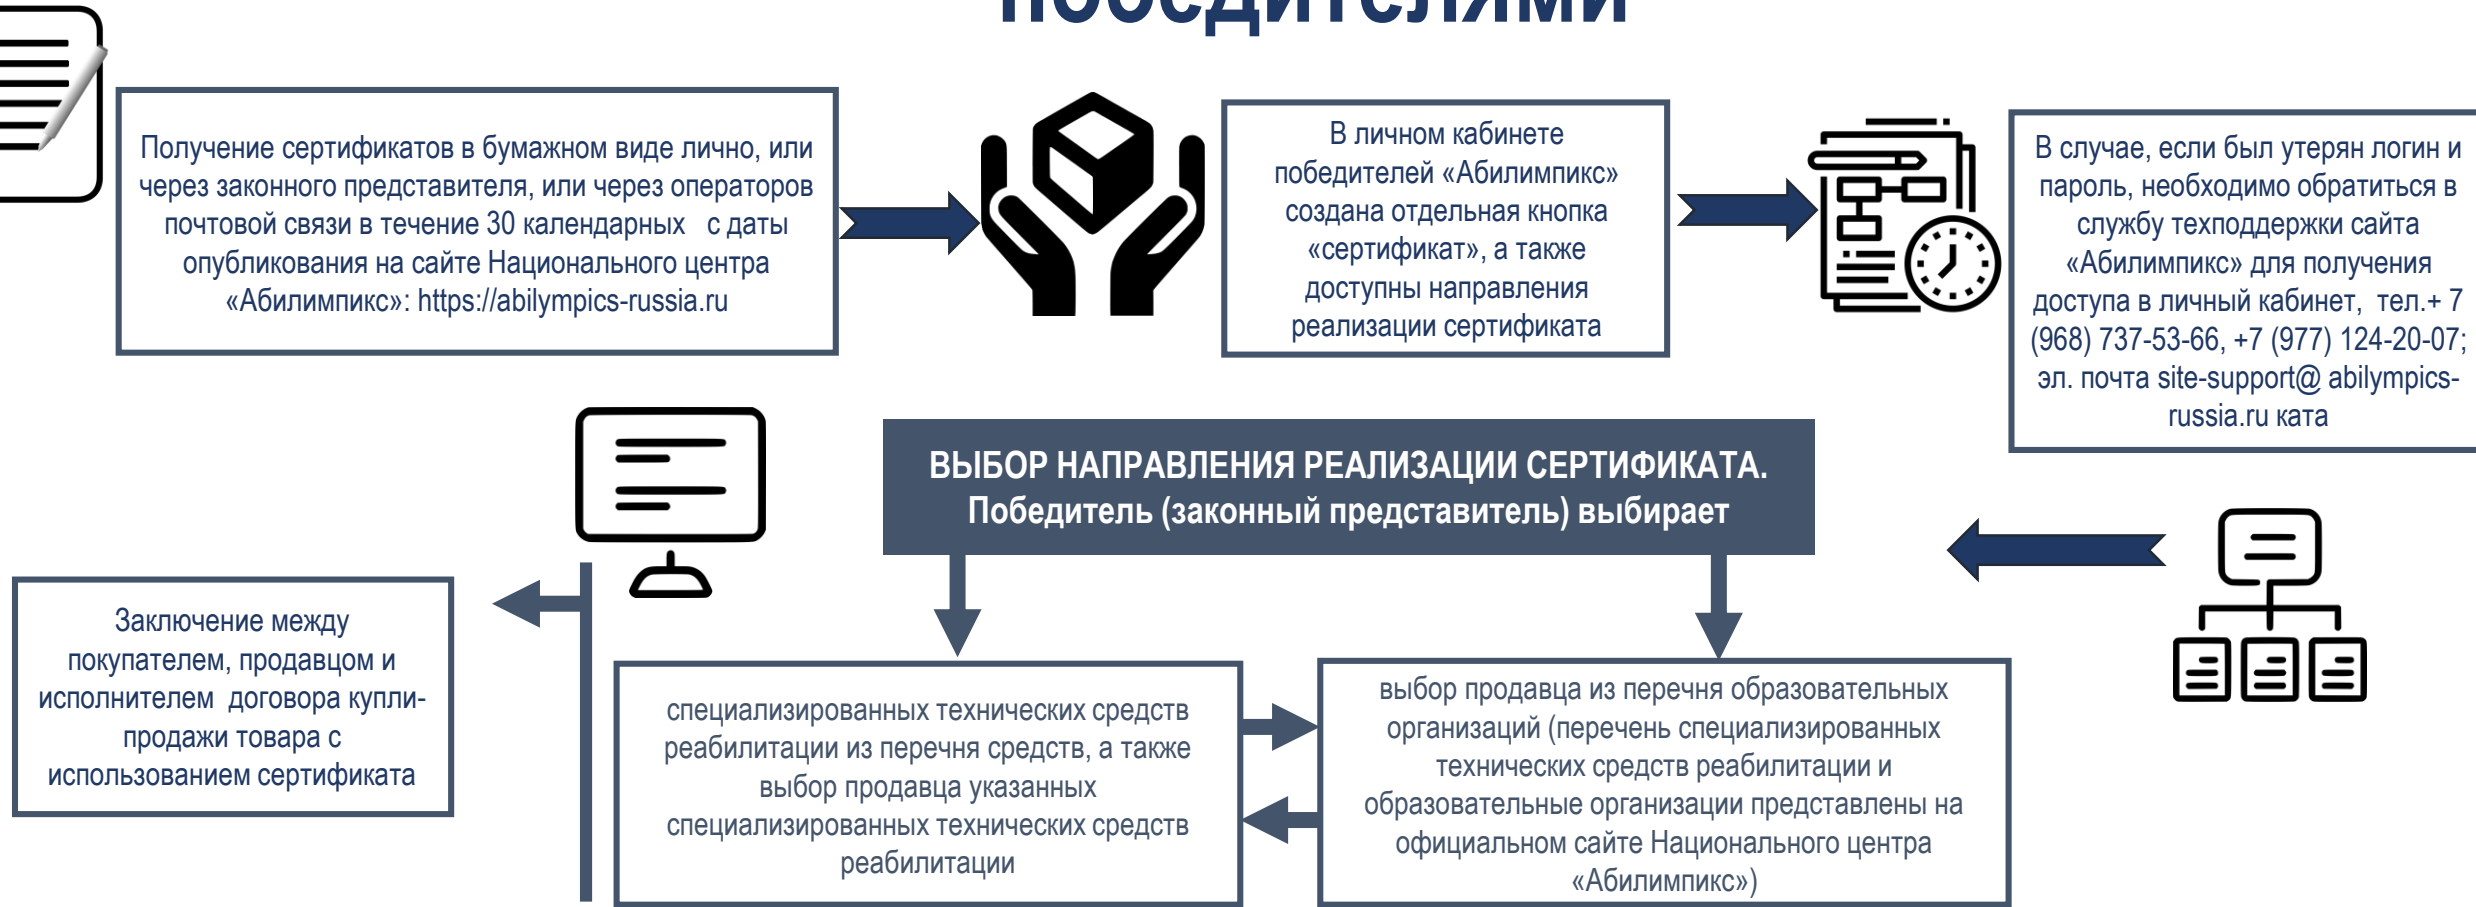 победителями
Получение сертификатов в бумажном виде лично, или
через законного представителя, или через операторов
почтовой связи в течение 30 календарных   с даты
опубликования на сайте Национального центра
«Абилимпикс»: https://abilympics-russia.ru
В личном кабинете
победителей «Абилимпикс»
создана отдельная кнопка
«сертификат», а также
доступны направления
реализации сертификата
В случае, если был утерян логин и
пароль, необходимо обратиться в
службу техподдержки сайта
«Абилимпикс» для получения
доступа в личный кабинет,  тел.+ 7
(968) 737-53-66, +7 (977) 124-20-07;
эл. почта site-support@ abilympics-
russia.ru ката
ВЫБОР НАПРАВЛЕНИЯ РЕАЛИЗАЦИИ СЕРТИФИКАТА.
Победитель (законный представитель) выбирает
Заключение между
покупателем, продавцом и
исполнителем  договора купли-
продажи товара с
использованием сертификата
специализированных технических средств
реабилитации из перечня средств, а также
выбор продавца указанных
специализированных технических средств
реабилитации
выбор продавца из перечня образовательных
организаций (перечень специализированных
технических средств реабилитации и
образовательные организации представлены на
официальном сайте Национального центра
«Абилимпикс»)